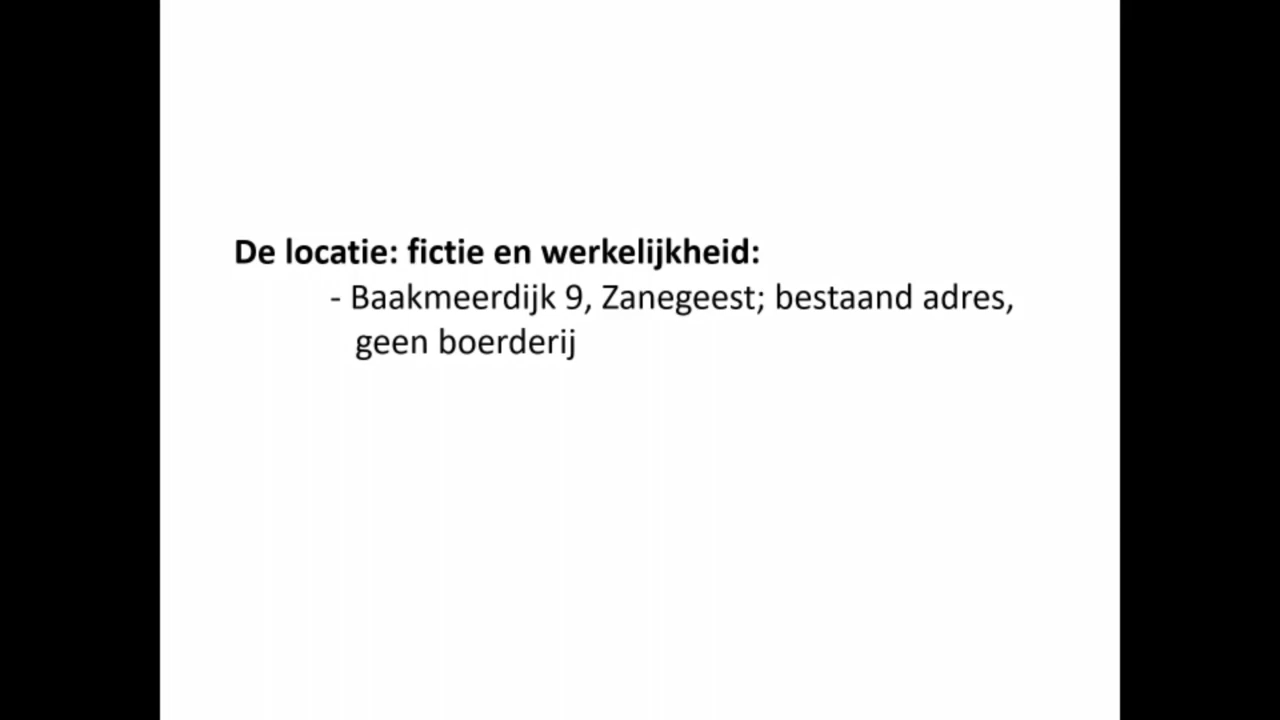 De locatie: fictie en werkelijkheid:
- Baakmeerdijk 9, Zanegeest; bestaand adres,
geen boerderij